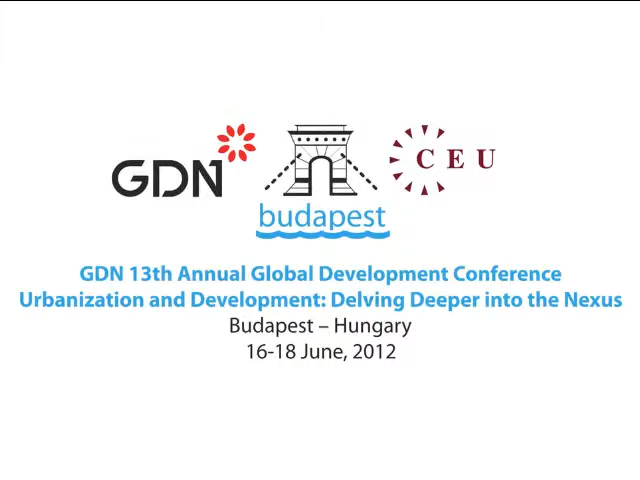 GDN
budapest
CEU
GDN 13th Annual Global Development Conference
Urbanization and Development: Delving Deeper into the Nexus
Budapest – Hungary
16-18 June, 2012